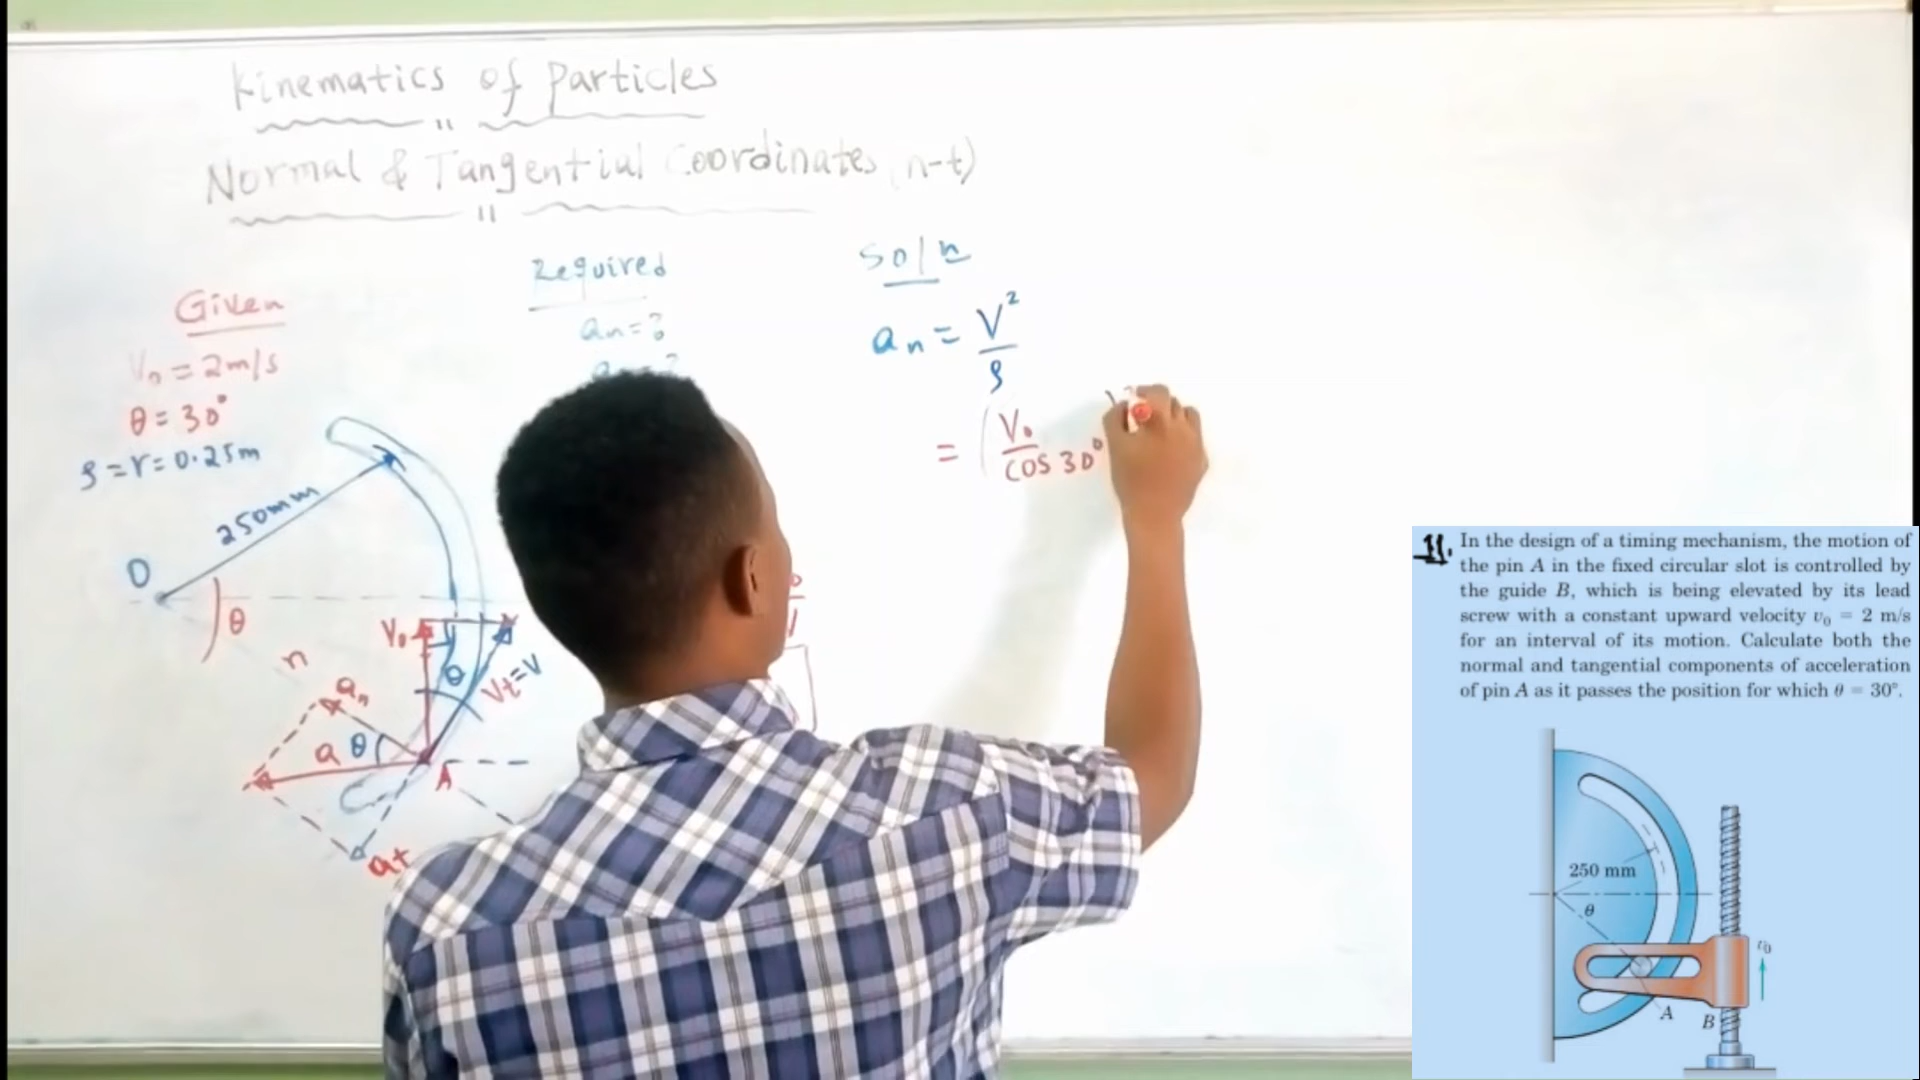 Kinematics of Particles
Normal & Tangential Coordinates (n-t)
Given
V₀ = 2m/s
θ = 30°
ρ = r = 0.25m
Required
an = ?
Soln
an = V²/ρ
= (V₀/cos 30°
250mm
O
θ
n
an
a
θ
A
at
V₀
θ
Vt=V
11. In the design of a timing mechanism, the motion of
the pin A in the fixed circular slot is controlled by
the guide B, which is being elevated by its lead
screw with a constant upward velocity v₀ = 2 m/s
for an interval of its motion. Calculate both the
normal and tangential components of acceleration
of pin A as it passes the position for which θ = 30°.
250 mm
θ
v₀
A
B